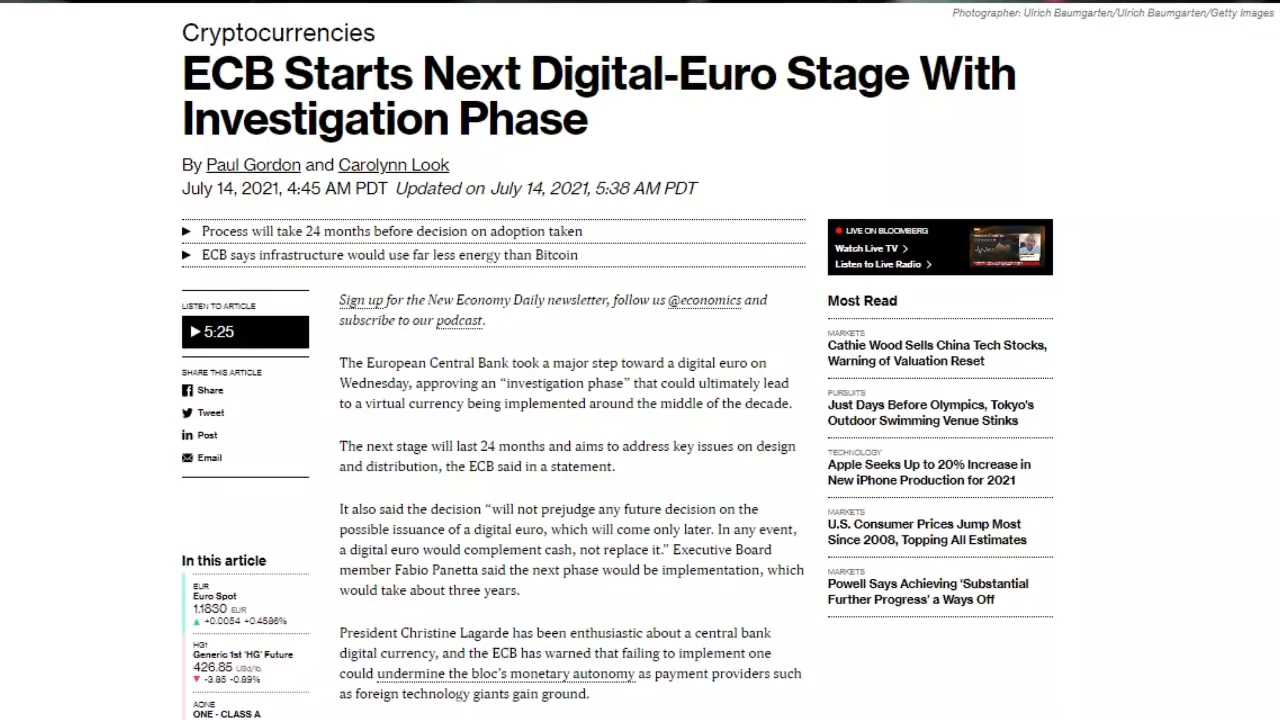 Photographer: Ulrich Baumgarten/Ulrich Baumgarten/Getty Images
Cryptocurrencies
ECB Starts Next Digital-Euro Stage With
Investigation Phase
By Paul Gordon and Carolynn Look
July 14, 2021, 4:45 AM PDT Updated on July 14, 2021, 5:38 AM PDT
Process will take 24 months before decision on adoption taken
ECB says infrastructure would use far less energy than Bitcoin
LISTEN TO ARTICLE
5:25
SHARE THIS ARTICLE
Share
Tweet
Post
Email
In this article
EUR
Euro Spot
1.1830 EUR
+0.0054 +0.4586%
HG1
Generic 1st 'HG' Future
426.85 USd/lb.
-3.85 -0.89%
AONE
ONE - CLASS A
Sign up for the New Economy Daily newsletter, follow us @economics and
subscribe to our podcast.
The European Central Bank took a major step toward a digital euro on
Wednesday, approving an “investigation phase” that could ultimately lead
to a virtual currency being implemented around the middle of the decade.
The next stage will last 24 months and aims to address key issues on design
and distribution, the ECB said in a statement.
It also said the decision “will not prejudge any future decision on the
possible issuance of a digital euro, which will come only later. In any event,
a digital euro would complement cash, not replace it.” Executive Board
member Fabio Panetta said the next phase would be implementation, which
would take about three years.
President Christine Lagarde has been enthusiastic about a central bank
digital currency, and the ECB has warned that failing to implement one
could undermine the bloc’s monetary autonomy as payment providers such
as foreign technology giants gain ground.
LIVE ON BLOOMBERG
Watch Live TV
Listen to Live Radio
Most Read
MARKETS
Cathie Wood Sells China Tech Stocks,
Warning of Valuation Reset
PURSUITS
Just Days Before Olympics, Tokyo’s
Outdoor Swimming Venue Stinks
TECHNOLOGY
Apple Seeks Up to 20% Increase in
New iPhone Production for 2021
MARKETS
U.S. Consumer Prices Jump Most
Since 2008, Topping All Estimates
MARKETS
Powell Says Achieving ‘Substantial
Further Progress’ a Ways Off